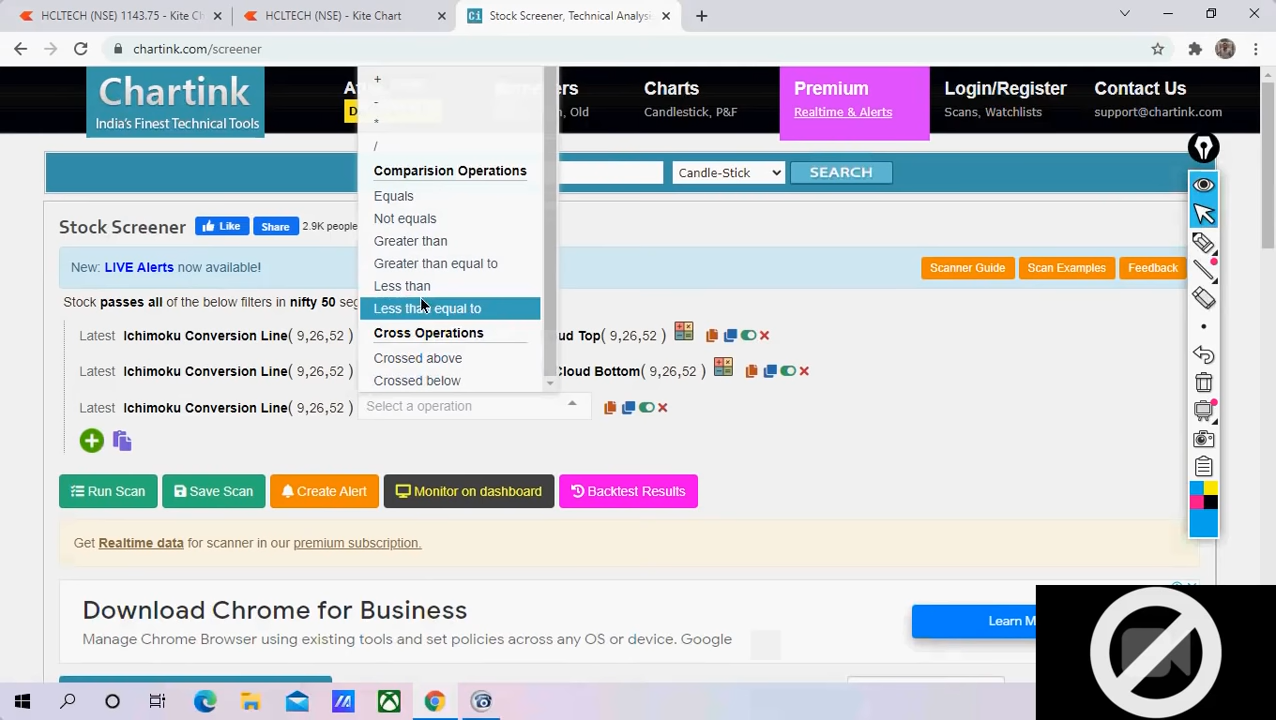 HCLTECH (NSE) 1143.75 - Kite Ch
HCLTECH (NSE) - Kite Chart
Stock Screener, Technical Analys
chartink.com/screener
Chartink
India's Finest Technical Tools
Charts
Candlestick, P&F
Premium
Realtime & Alerts
Login/Register
Scans, Watchlists
Contact Us
support@chartink.com
Candle-Stick
SEARCH
Stock Screener
Like
Share
2.9K people
New: LIVE Alerts now available!
Scanner Guide
Scan Examples
Feedback
Stock passes all of the below filters in nifty 50 seg
+
-
*
/
Comparision Operations
Equals
Not equals
Greater than
Greater than equal to
Less than
Less than equal to
Cross Operations
Crossed above
Crossed below
Latest Ichimoku Conversion Line( 9,26,52 ) ud Top( 9,26,52 )
Latest Ichimoku Conversion Line( 9,26,52 ) Cloud Bottom( 9,26,52 )
Latest Ichimoku Conversion Line( 9,26,52 ) Select a operation
Run Scan
Save Scan
Create Alert
Monitor on dashboard
Backtest Results
Get Realtime data for scanner in our premium subscription.
Download Chrome for Business
Manage Chrome Browser using existing tools and set policies across any OS or device. Google
Learn M